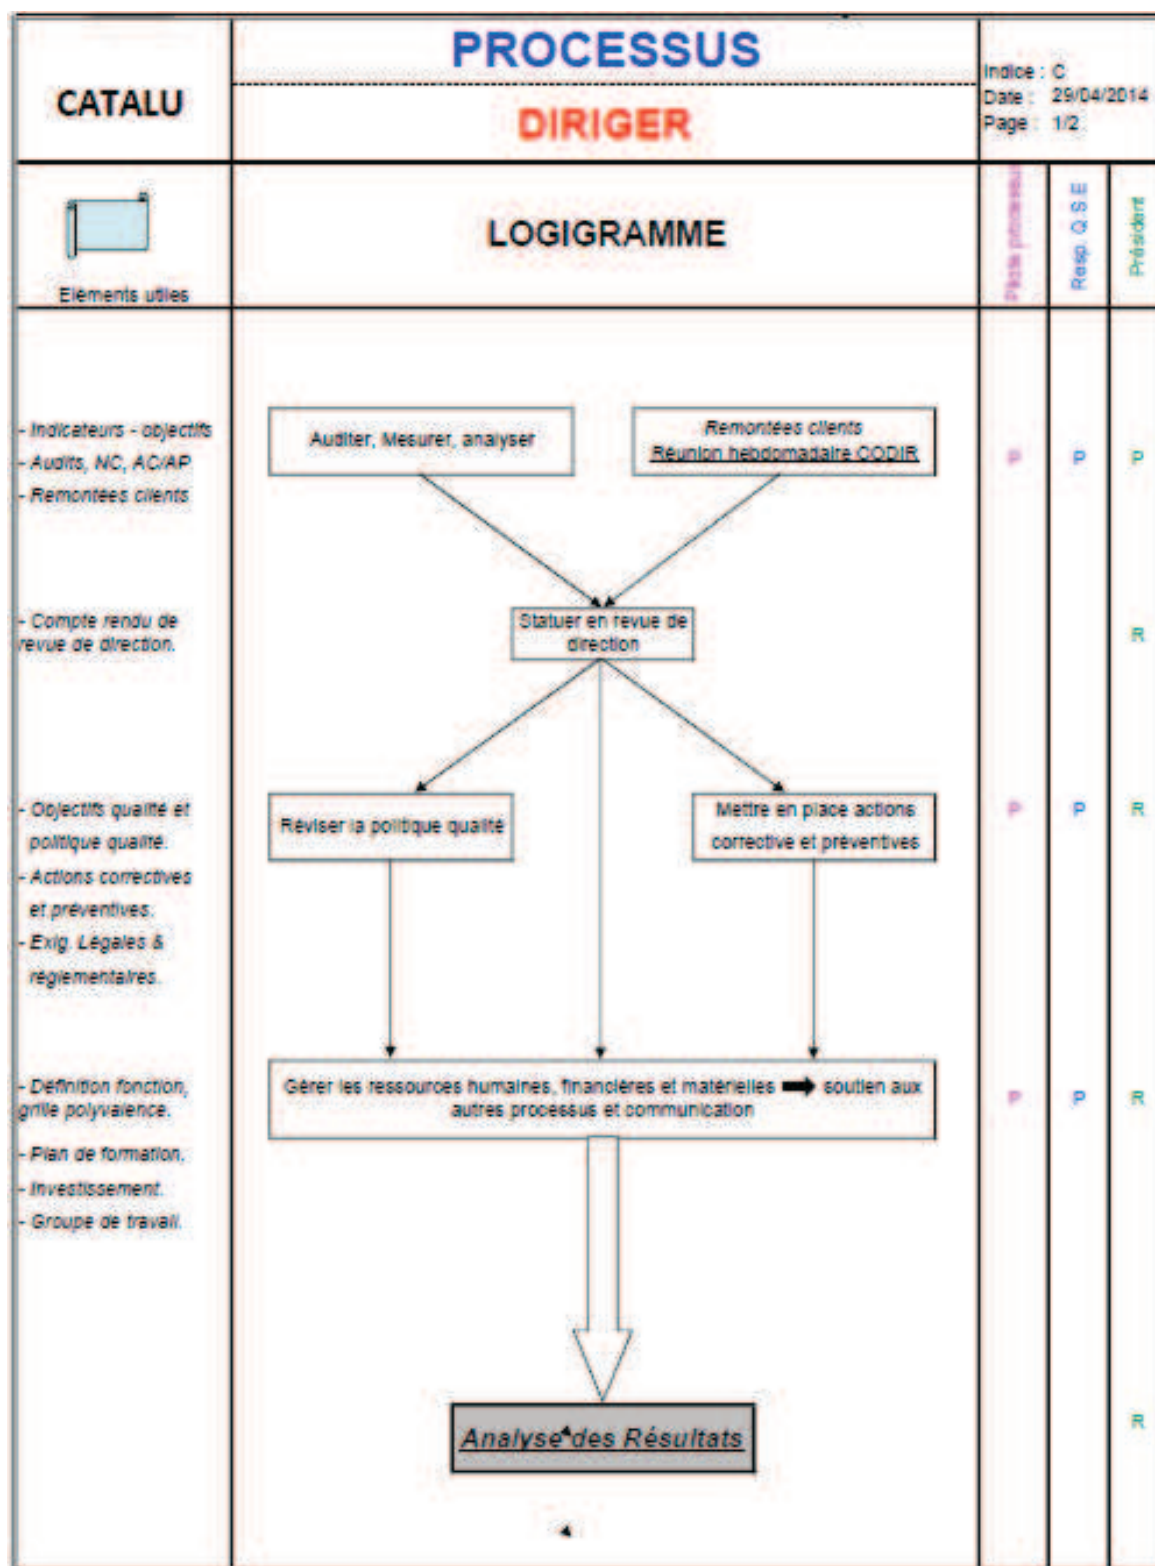 CATALU
PROCESSUS
DIRIGER
Indice : C
Date : 29/04/2014
Page : 1/2
Eléments utiles
LOGIGRAMME
Pilote processus
Resp. Q.S.E
Président
- Indicateurs - objectifs
- Audits, NC, AC/AP
- Remontées clients
Auditer, Mesurer, analyser
Remontées clients
Réunion hebdomadaire CODIR
P P P
- Compte rendu de
revue de direction.
Statuer en revue de
direction
R
- Objectifs qualité et
politique qualité.
- Actions correctives
et préventives.
- Exig. Légales &
réglementaires.
Réviser la politique qualité
Mettre en place actions
corrective et préventives
P P R
- Définition fonction,
grille polyvalence.
- Plan de formation.
- Investissement.
- Groupe de travail.
Gérer les ressources humaines, financières et matérielles ➡ soutien aux
autres processus et communication
P P R
Analyse des Résultats
R